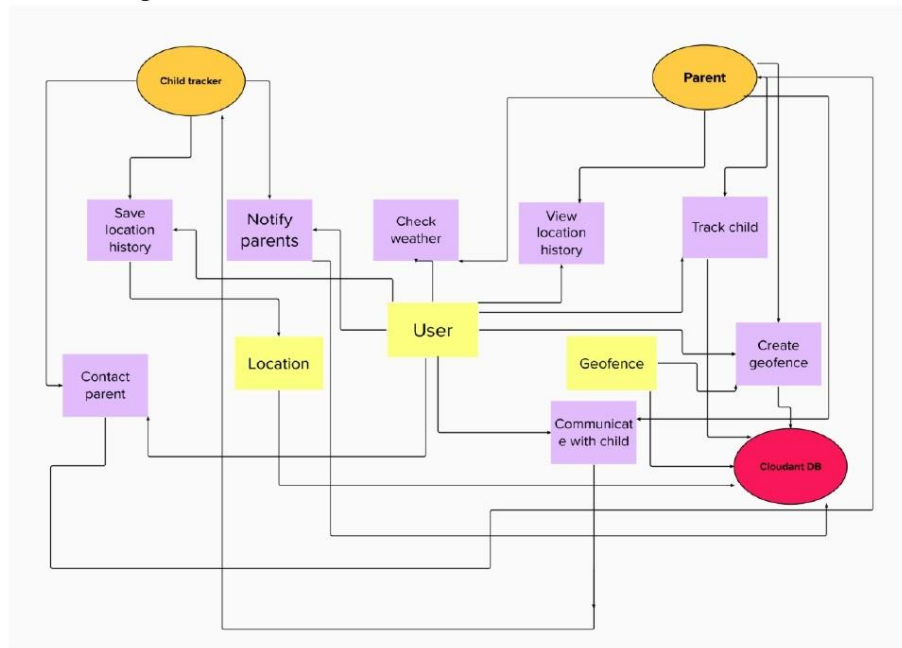 Child tracker
Parent
Save
location
history
Notify
parents
Check
weather
View
location
history
Track child
User
Location
Geofence
Create
geofence
Contact
parent
Communicat
e with child
Cloudant DB